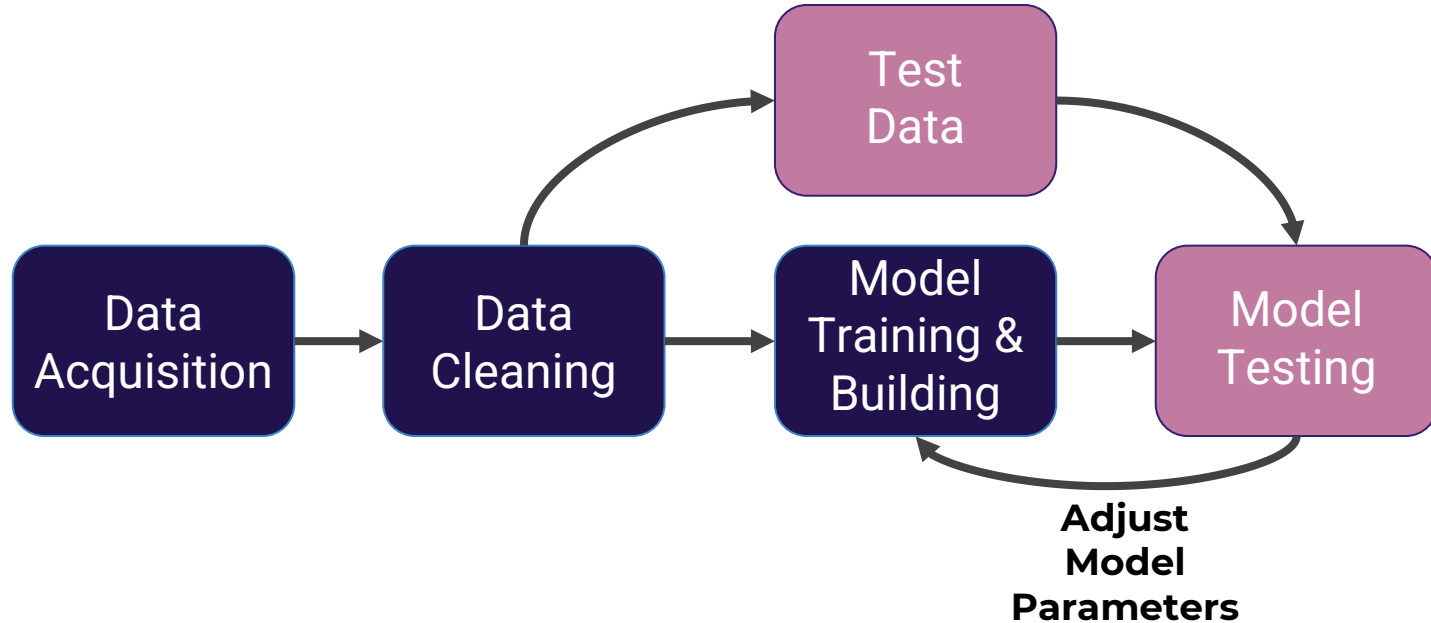 Test
Data
Data
Acquisition
Data
Cleaning
Model
Training &
Building
Model
Testing
Adjust
Model
Parameters